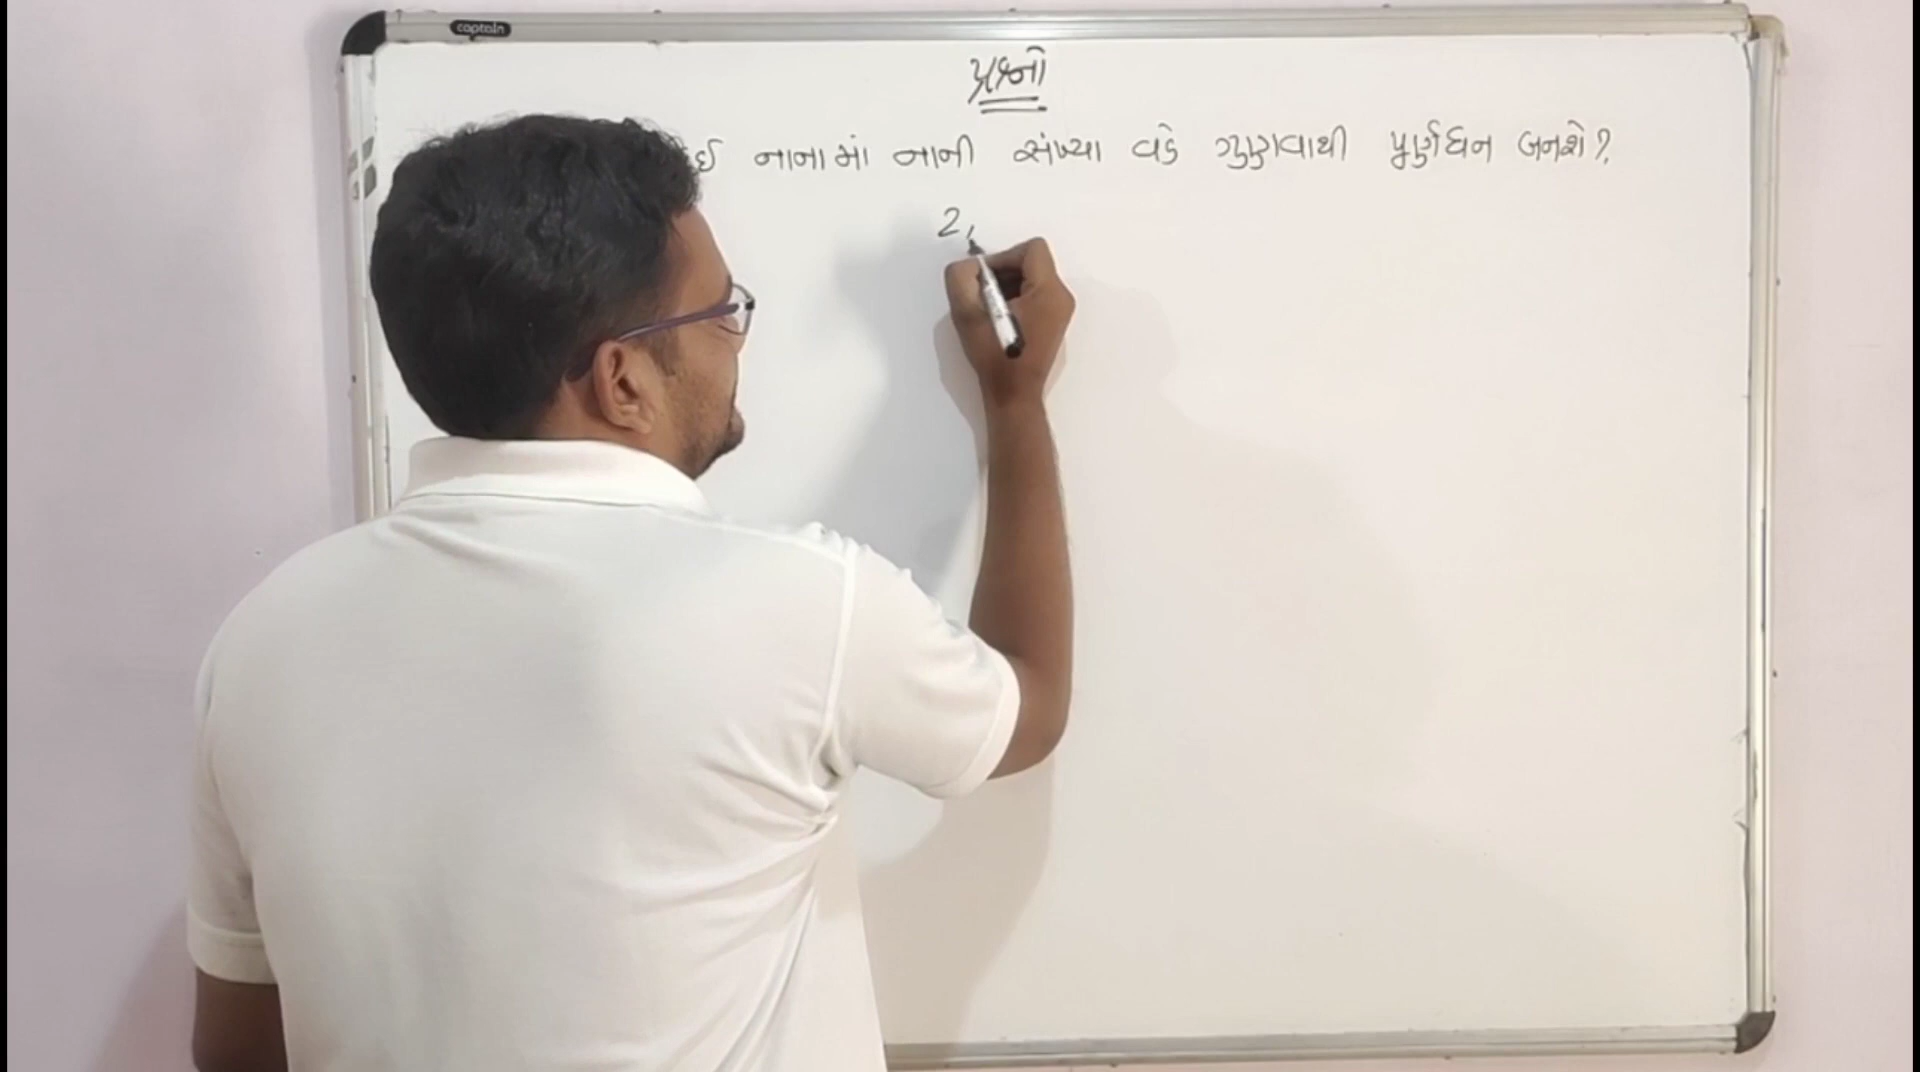 captain
પ્રશ્નો
નાનામાં નાની સંખ્યા વડે ગુણવાથી પૂર્ણઘન બનશે?
2,